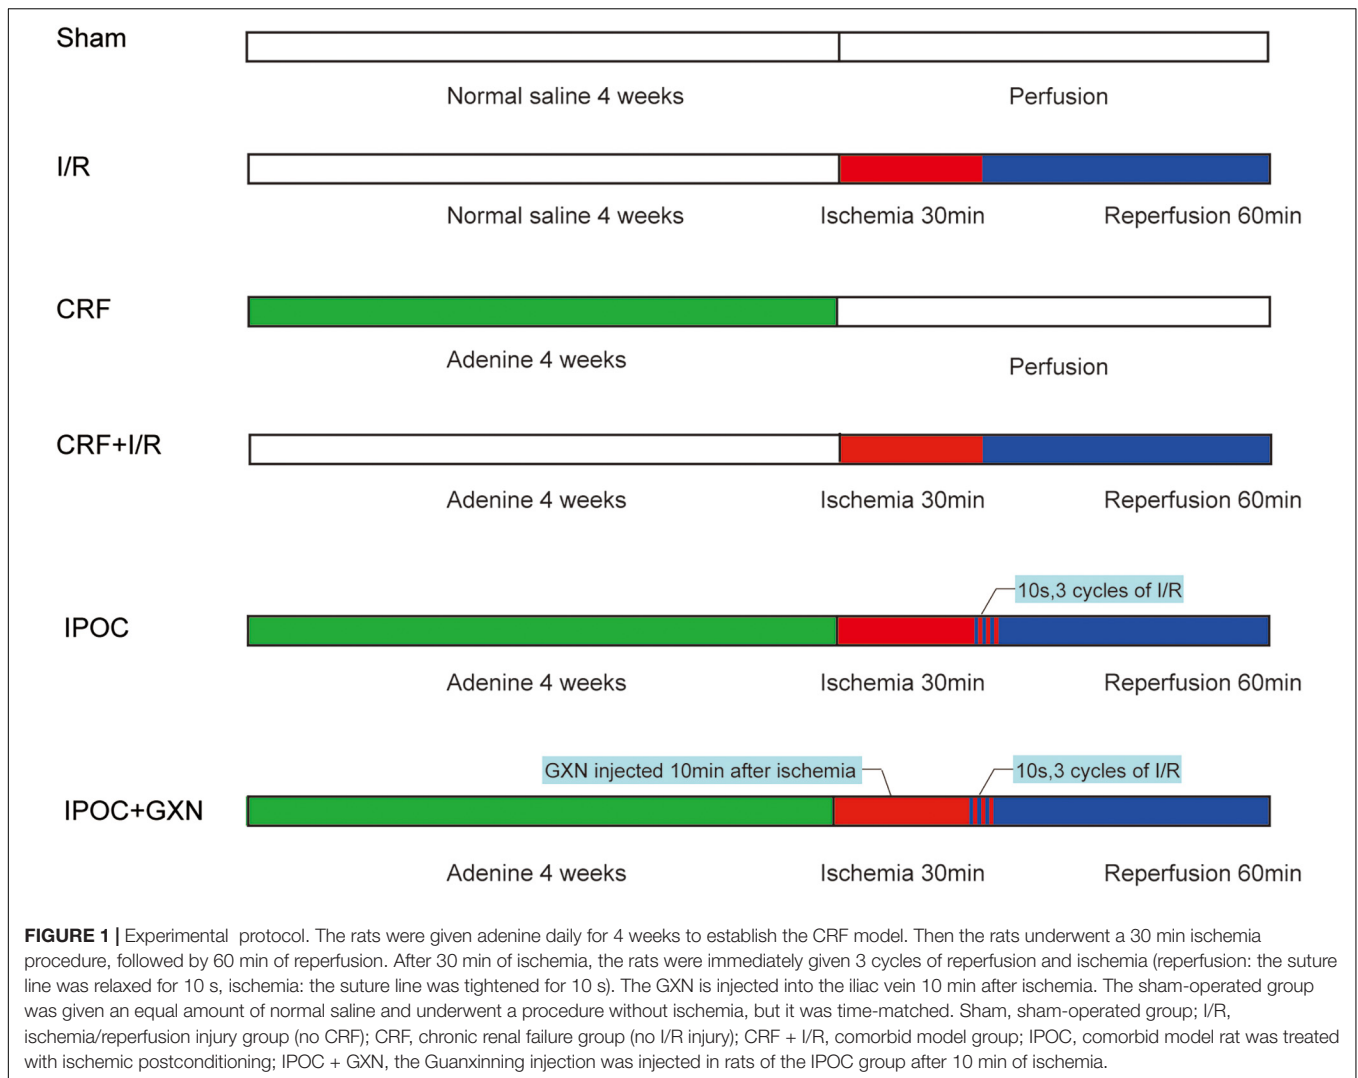 Sham
Normal saline 4 weeks Perfusion
I/R
Normal saline 4 weeks Ischemia 30min Reperfusion 60min
CRF
Adenine 4 weeks Perfusion
CRF+I/R
Adenine 4 weeks Ischemia 30min Reperfusion 60min
10s,3 cycles of I/R
IPOC
Adenine 4 weeks Ischemia 30min Reperfusion 60min
GXN injected 10min after ischemia 10s,3 cycles of I/R
IPOC+GXN
Adenine 4 weeks Ischemia 30min Reperfusion 60min
FIGURE 1 | Experimental protocol. The rats were given adenine daily for 4 weeks to establish the CRF model. Then the rats underwent a 30 min ischemia
procedure, followed by 60 min of reperfusion. After 30 min of ischemia, the rats were immediately given 3 cycles of reperfusion and ischemia (reperfusion: the suture
line was relaxed for 10 s, ischemia: the suture line was tightened for 10 s). The GXN is injected into the iliac vein 10 min after ischemia. The sham-operated group
was given an equal amount of normal saline and underwent a procedure without ischemia, but it was time-matched. Sham, sham-operated group; I/R,
ischemia/reperfusion injury group (no CRF); CRF, chronic renal failure group (no I/R injury); CRF + I/R, comorbid model group; IPOC, comorbid model rat was treated
with ischemic postconditioning; IPOC + GXN, the Guanxinning injection was injected in rats of the IPOC group after 10 min of ischemia.